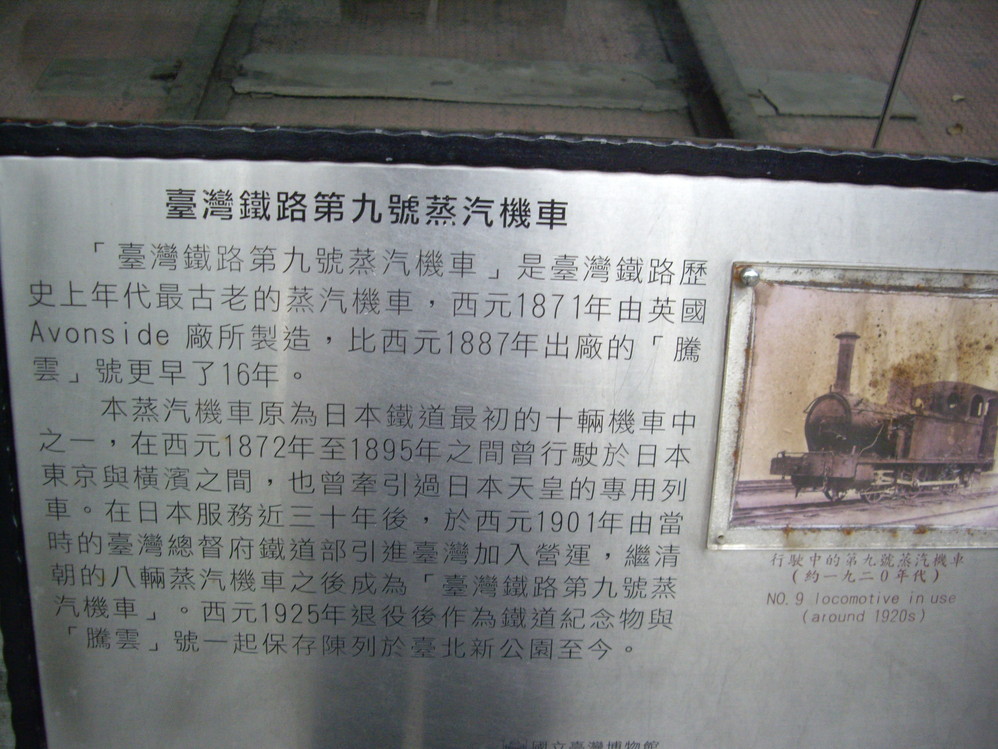 臺灣鐵路第九號蒸汽機車
「臺灣鐵路第九號蒸汽機車」是臺灣鐵路歷
史上年代最古老的蒸汽機車，西元1871年由英國
Avonside 廠所製造，比西元1887年出廠的「騰
雲」號更早了16年。
本蒸汽機車原為日本鐵道最初的十輛機車中
之一，在西元1872年至1895年之間曾行駛於日本
東京與橫濱之間，也曾牽引過日本天皇的專用列
車。在日本服務近三十年後，於西元1901年由當
時的臺灣總督府鐵道部引進臺灣加入營運，繼清
朝的八輛蒸汽機車之後成為「臺灣鐵路第九號蒸
汽機車」。西元1925年退役後作為鐵道紀念物與
「騰雲」號一起保存陳列於臺北新公園至今。
行駛中的第九號蒸汽機車
(約一九二0年代)
NO. 9 locomotive in use
(around 1920s)
國立臺灣博物館